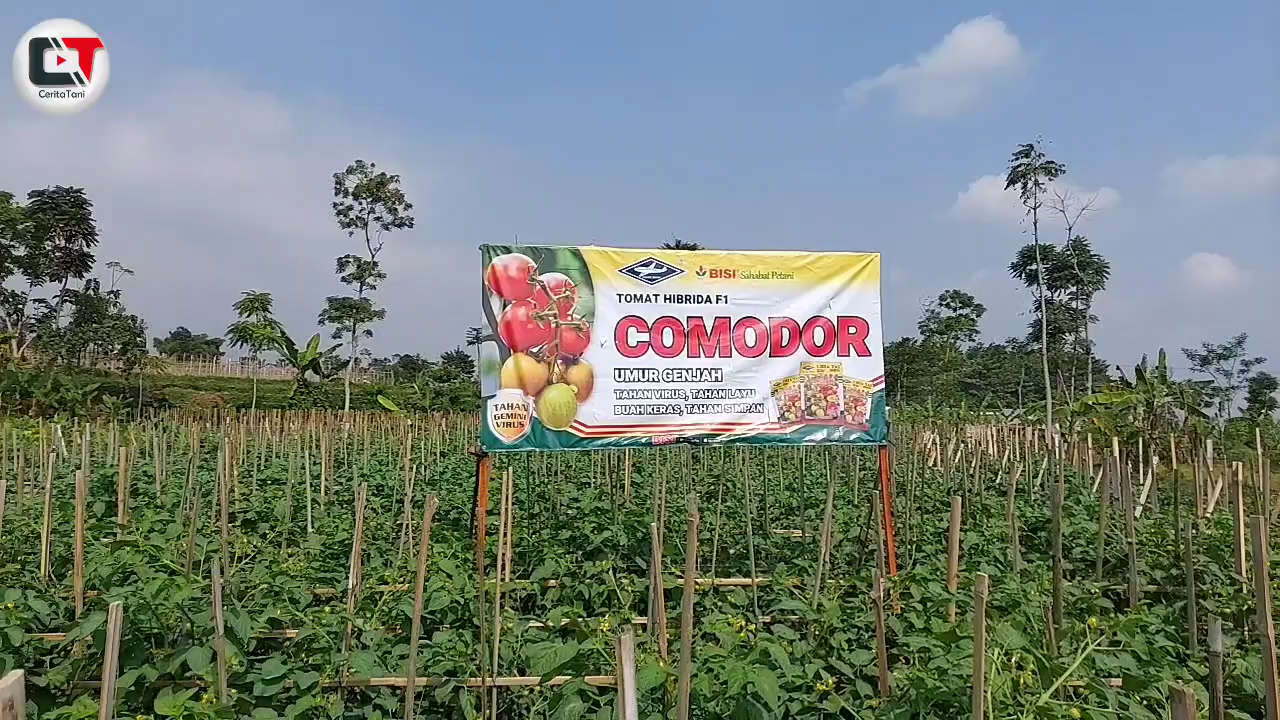 CeritaTani
BISI Sahabat Petani
TOMAT HIBRIDA F1
COMODOR
UMUR GENJAH
TAHAN VIRUS, TAHAN LAYU
BUAH KERAS, TAHAN SIMPAN
TAHAN
GEMINI
VIRUS
BISI